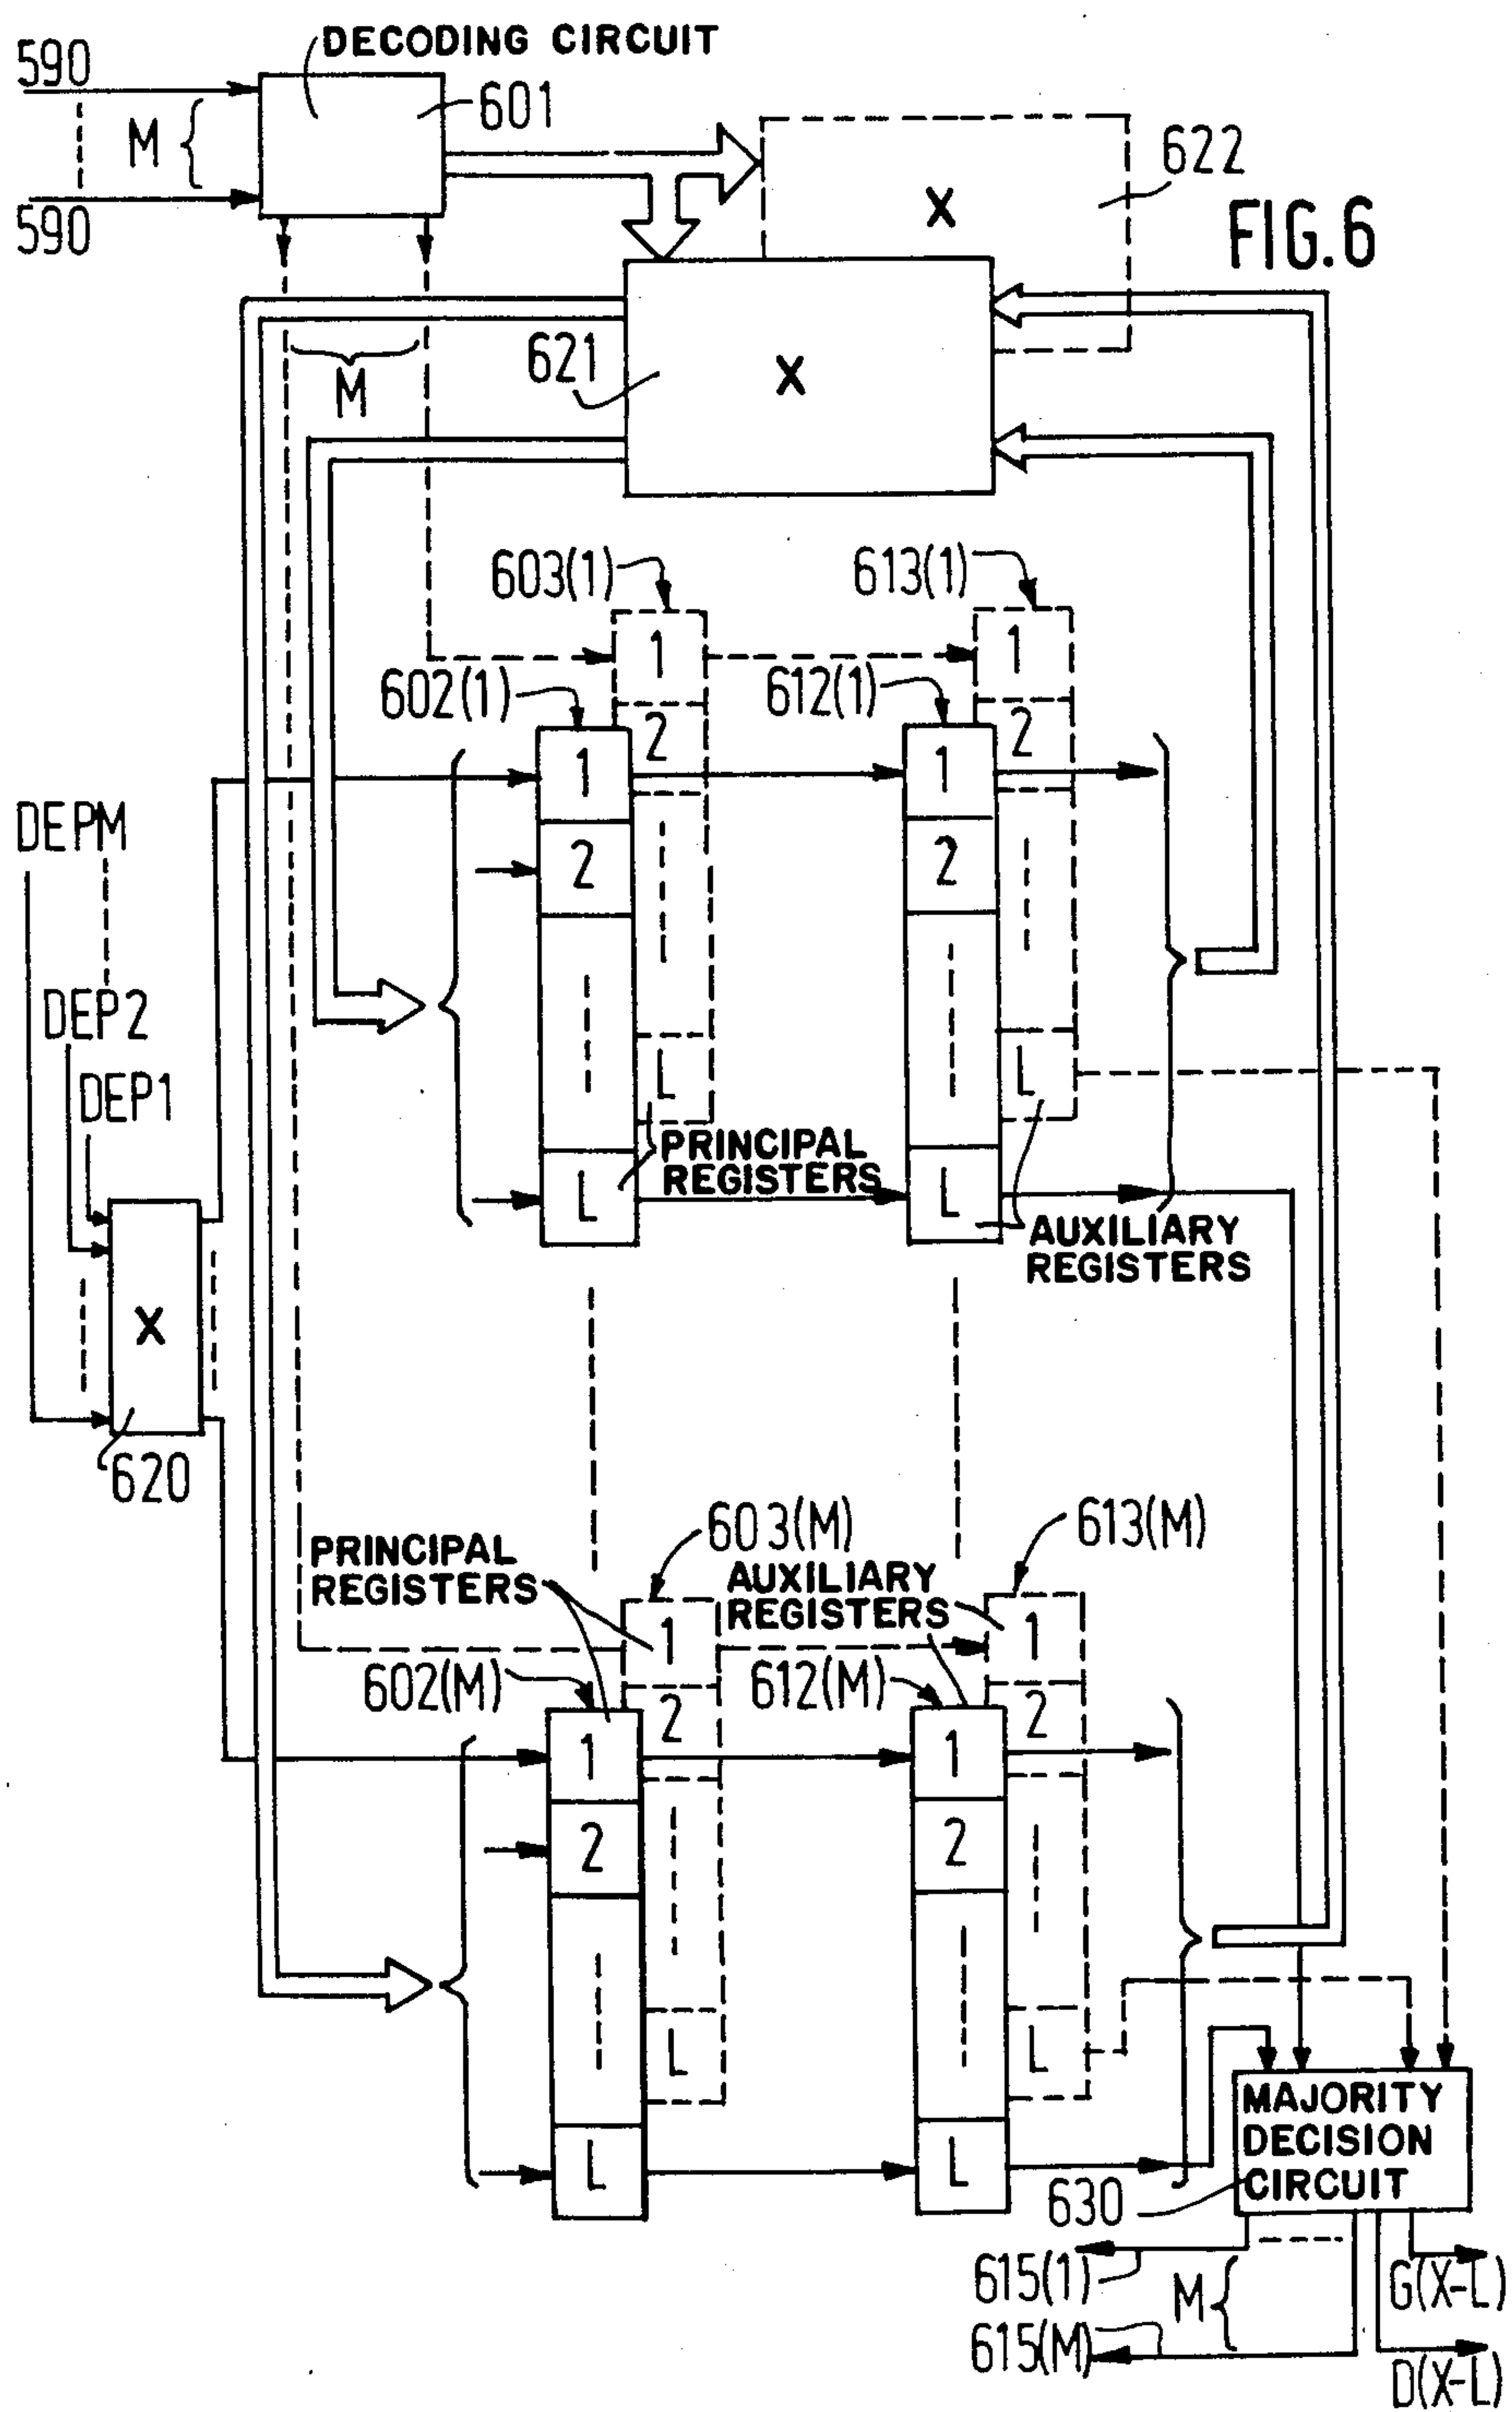 DECODING CIRCUIT
590
601
M
590
622
X
FIG.6
621
X
M
603(1)
613(1)
1
1
602(1)
612(1)
2
2
1
1
DEPM
2
2
DEP2
L
L
DEP1
PRINCIPAL
REGISTERS
L
L
AUXILIARY
REGISTERS
X
620
603(M)
613(M)
PRINCIPAL
REGISTERS
AUXILIARY
REGISTERS
1
1
602(M)
612(M)
2
2
1
1
2
2
L
L
MAJORITY
DECISION
CIRCUIT
L
L
630
615(1)
M
G(X-L)
615(M)
D(X-L)